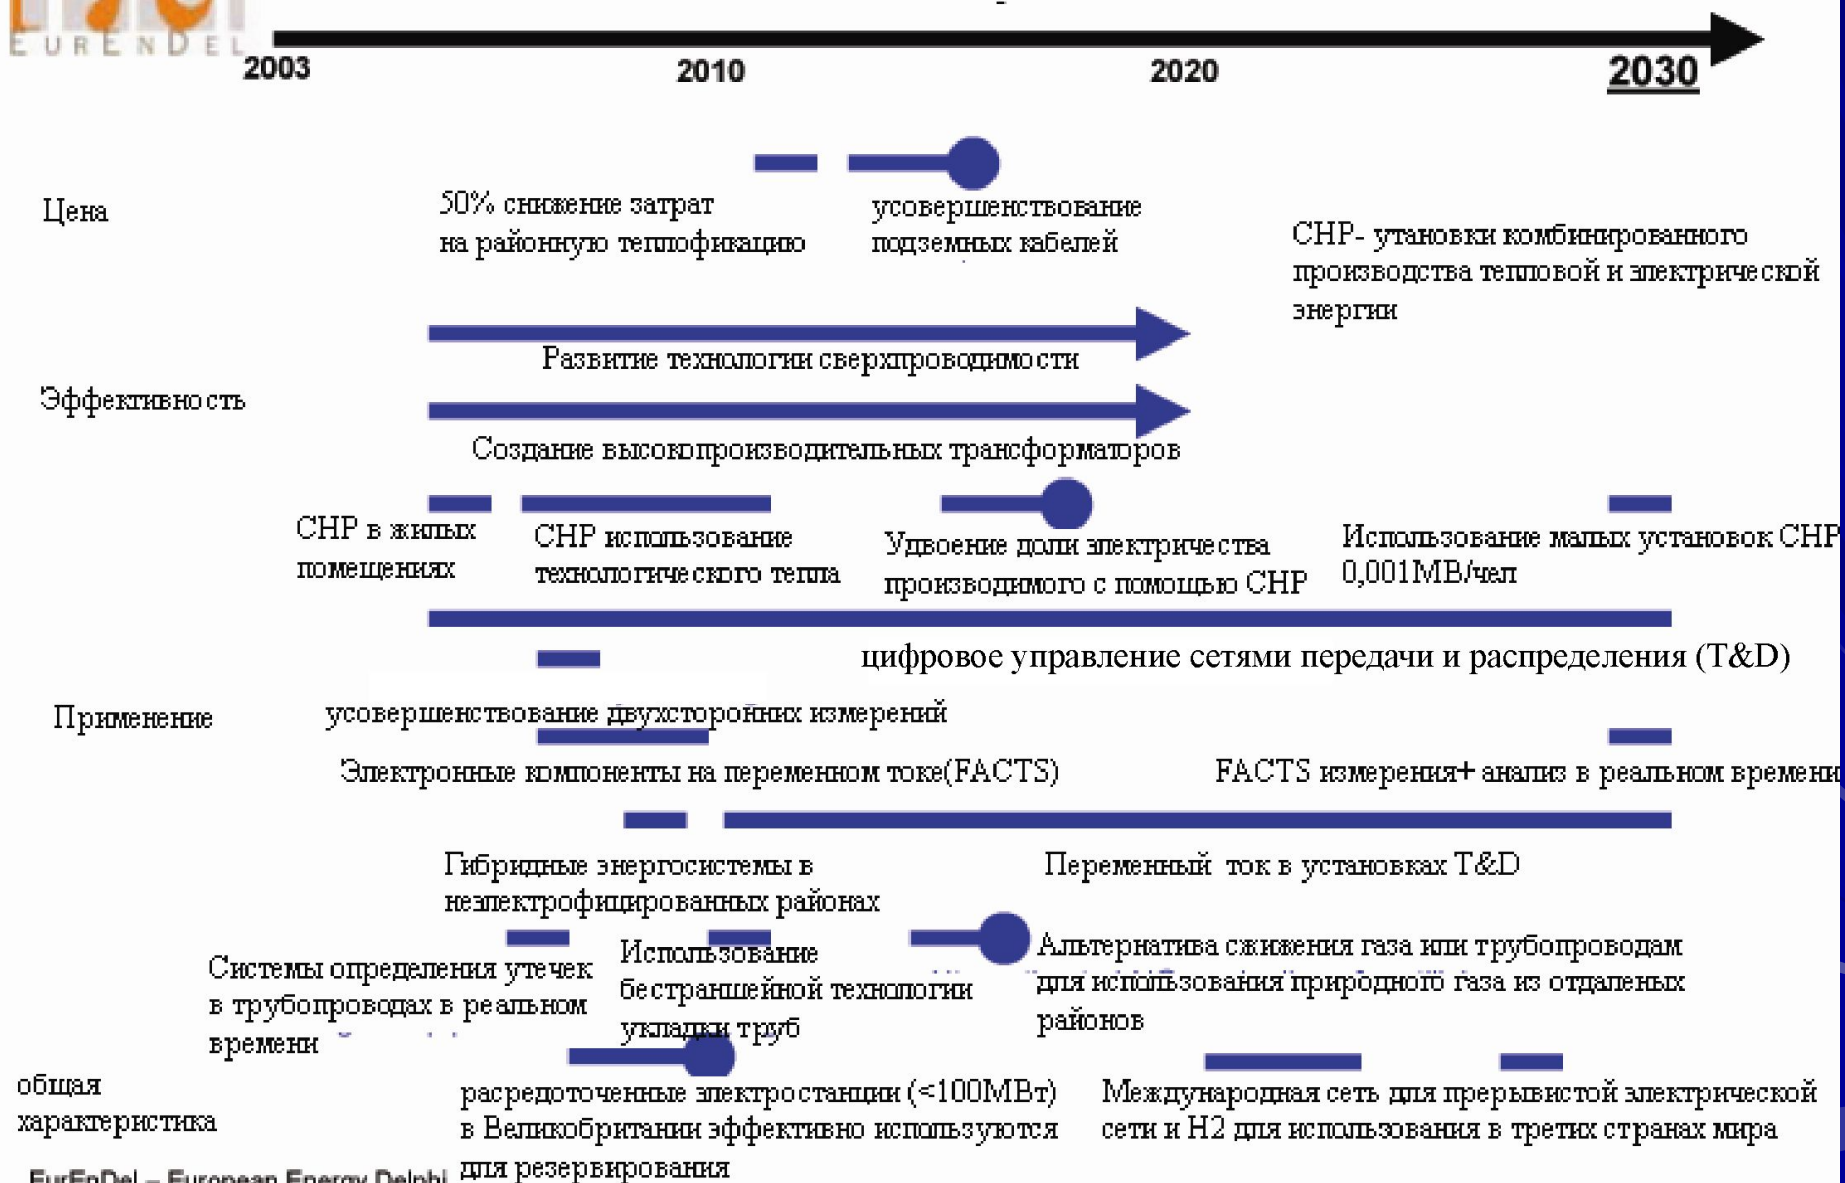 EURENDEL
2003 2010 2020 2030
Цена
50% снижение затрат
на районную теплофикацию
усовершенствование
подземных кабелей
CHP- утановки комбинированного
производства тепловой и электрической
энергии
Развитие технологии сверхпроводимости
Эффективность
Создание высокопроизводительных трансформаторов
CHP в жилых
помещениях
CHP использование
технологического тепла
Удвоение доли электричества
производимого с помощью CHP
Использование малых установок CHP
0,001МВ/чел
цифровое управление сетями передачи и распределения (T&D)
Применение
усовершенствование двухсторойних измерений
Электронные компоненты на переменном токе(FACTS)
FACTS измерения+ анализ в реальном времени
Гибридные энергосистемы в
неэлектрофицированных районах
Переменный ток в установках T&D
Системы определения утечек
в трубопроводах в реальном
времени
Использование
бестраншейной технологии
укладки труб
Альтернатива сжижения газа или трубопроводам
для использования природного газа из отдаленых
районов
общая
характеристика
расредоточенные электростанции (<100МВт)
в Великобритании эффективно используются
для резервирования
Международная сеть для прерывистой электрической
сети и H2 для использования в третих странах мира
EurEnDel – European Energy Delphi